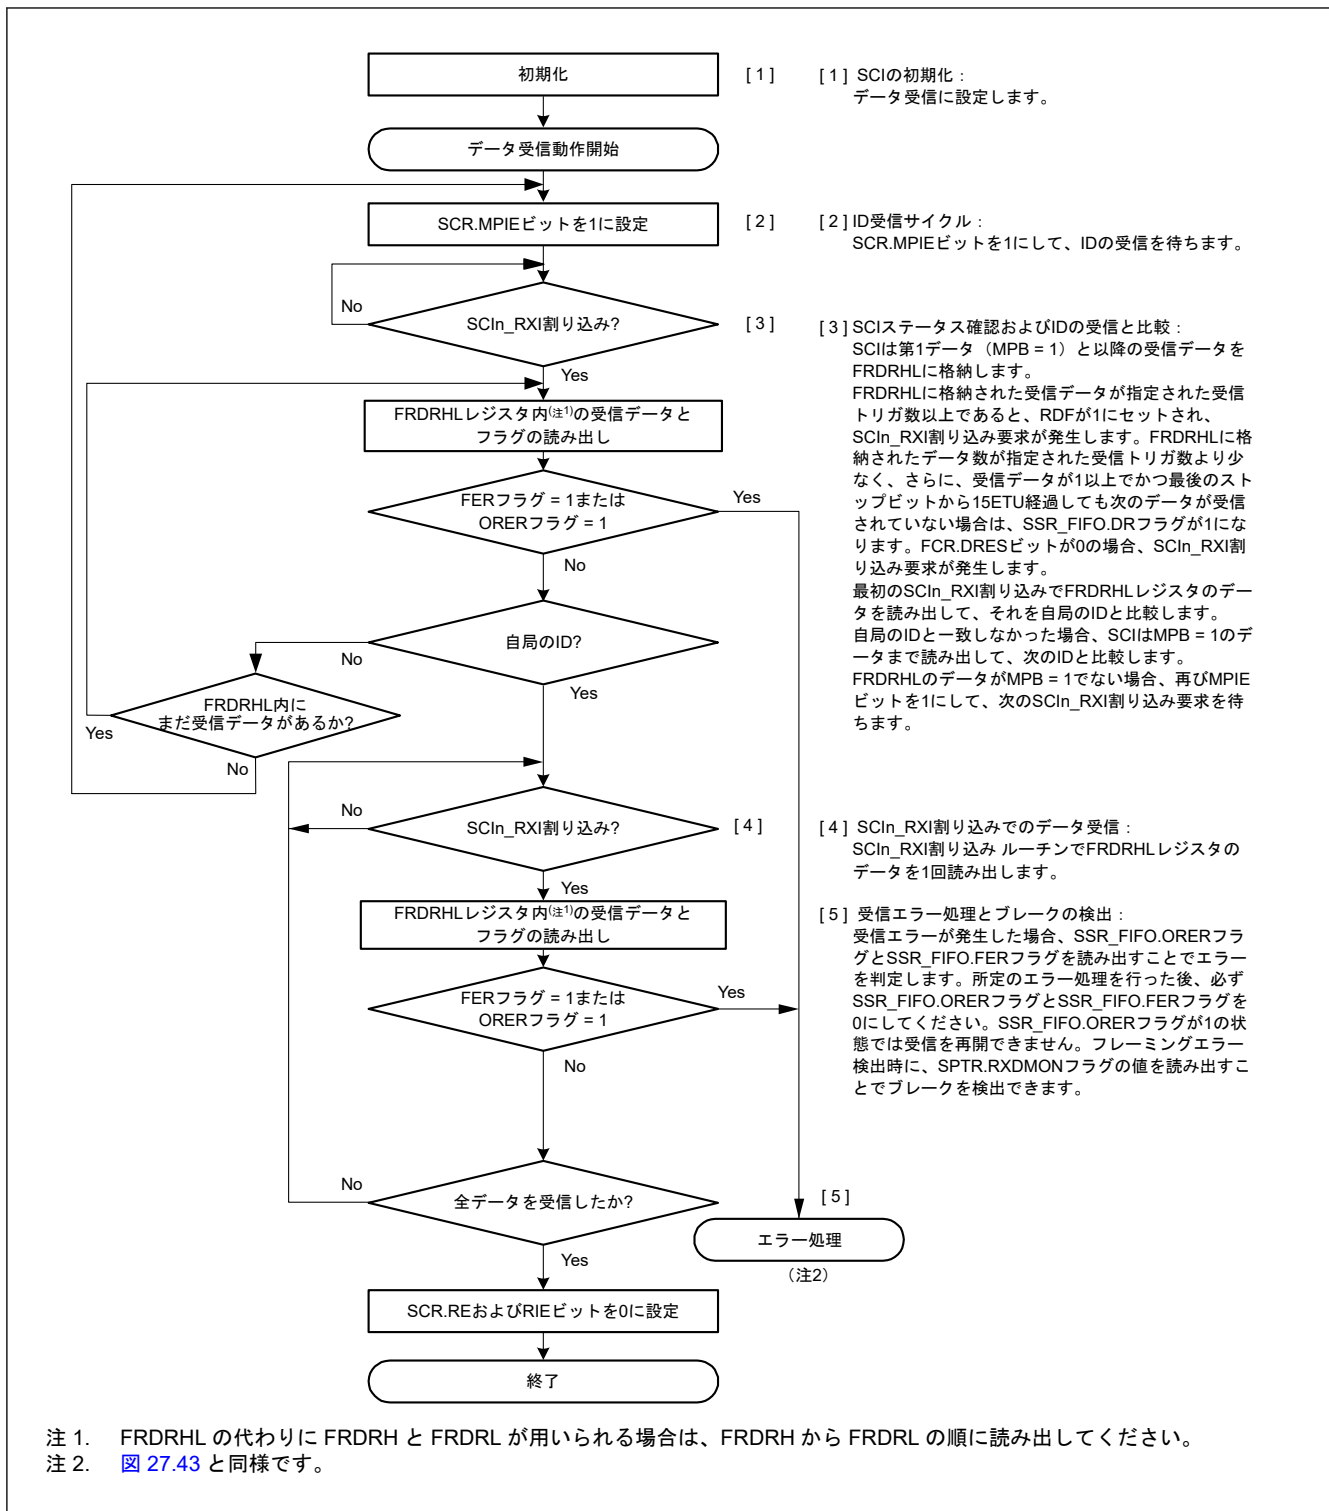 初期化
[ 1 ]
データ受信動作開始
SCR.MPIEビットを1に設定
[ 2 ]
No
SCIn_RXI割り込み?
[ 3 ]
Yes
FRDRHLレジスタ内(注1)の受信データと
フラグの読み出し
FERフラグ = 1または
ORERフラグ = 1
Yes
No
自局のID?
No
Yes
FRDRHL内に
まだ受信データがあるか?
Yes
No
No
SCIn_RXI割り込み?
[ 4 ]
Yes
FRDRHLレジスタ内(注1)の受信データと
フラグの読み出し
FERフラグ = 1または
ORERフラグ = 1
Yes
No
No
全データを受信したか?
Yes
[ 5 ]
エラー処理
（注2）
SCR.REおよびRIEビットを0に設定
終了
[ 1 ] SCIの初期化：
データ受信に設定します。
[ 2 ] ID受信サイクル：
SCR.MPIEビットを1にして、IDの受信を待ちます。
[ 3 ] SCIステータス確認およびIDの受信と比較：
SCIは第1データ（MPB = 1）と以降の受信データを
FRDRHLに格納します。
FRDRHLに格納された受信データが指定された受信
トリガ数以上であると、RDFが1にセットされ、
SCIn_RXI割り込み要求が発生します。FRDRHLに格
納されたデータ数が指定された受信トリガ数より少
なく、さらに、受信データが1以上でかつ最後のスト
ップビットから15ETU経過しても次のデータが受信
されていない場合は、SSR_FIFO.DRフラグが1にな
ります。FCR.DRESビットが0の場合、SCIn_RXI割
り込み要求が発生します。
最初のSCIn_RXI割り込みでFRDRHLレジスタのデー
タを読み出して、それを自局のIDと比較します。
自局のIDと一致しなかった場合、SCIはMPB = 1のデ
ータまで読み出して、次のIDと比較します。
FRDRHLのデータがMPB = 1でない場合、再びMPIE
ビットを1にして、次のSCIn_RXI割り込み要求を待
ちます。
[ 4 ] SCIn_RXI割り込みでのデータ受信：
SCIn_RXI割り込み ルーチンでFRDRHLレジスタの
データを1回読み出します。
[ 5 ] 受信エラー処理とブレークの検出：
受信エラーが発生した場合、SSR_FIFO.ORERフラ
グとSSR_FIFO.FERフラグを読み出すことでエラー
を判定します。所定のエラー処理を行った後、必ず
SSR_FIFO.ORERフラグとSSR_FIFO.FERフラグを
0にしてください。SSR_FIFO.ORERフラグが1の状
態では受信を再開できません。フレーミングエラー
検出時に、SPTR.RXDMONフラグの値を読み出すこ
とでブレークを検出できます。
注 1. FRDRHL の代わりに FRDRH と FRDRL が用いられる場合は、FRDRH から FRDRL の順に読み出してください。
注 2. 図 27.43 と同様です。